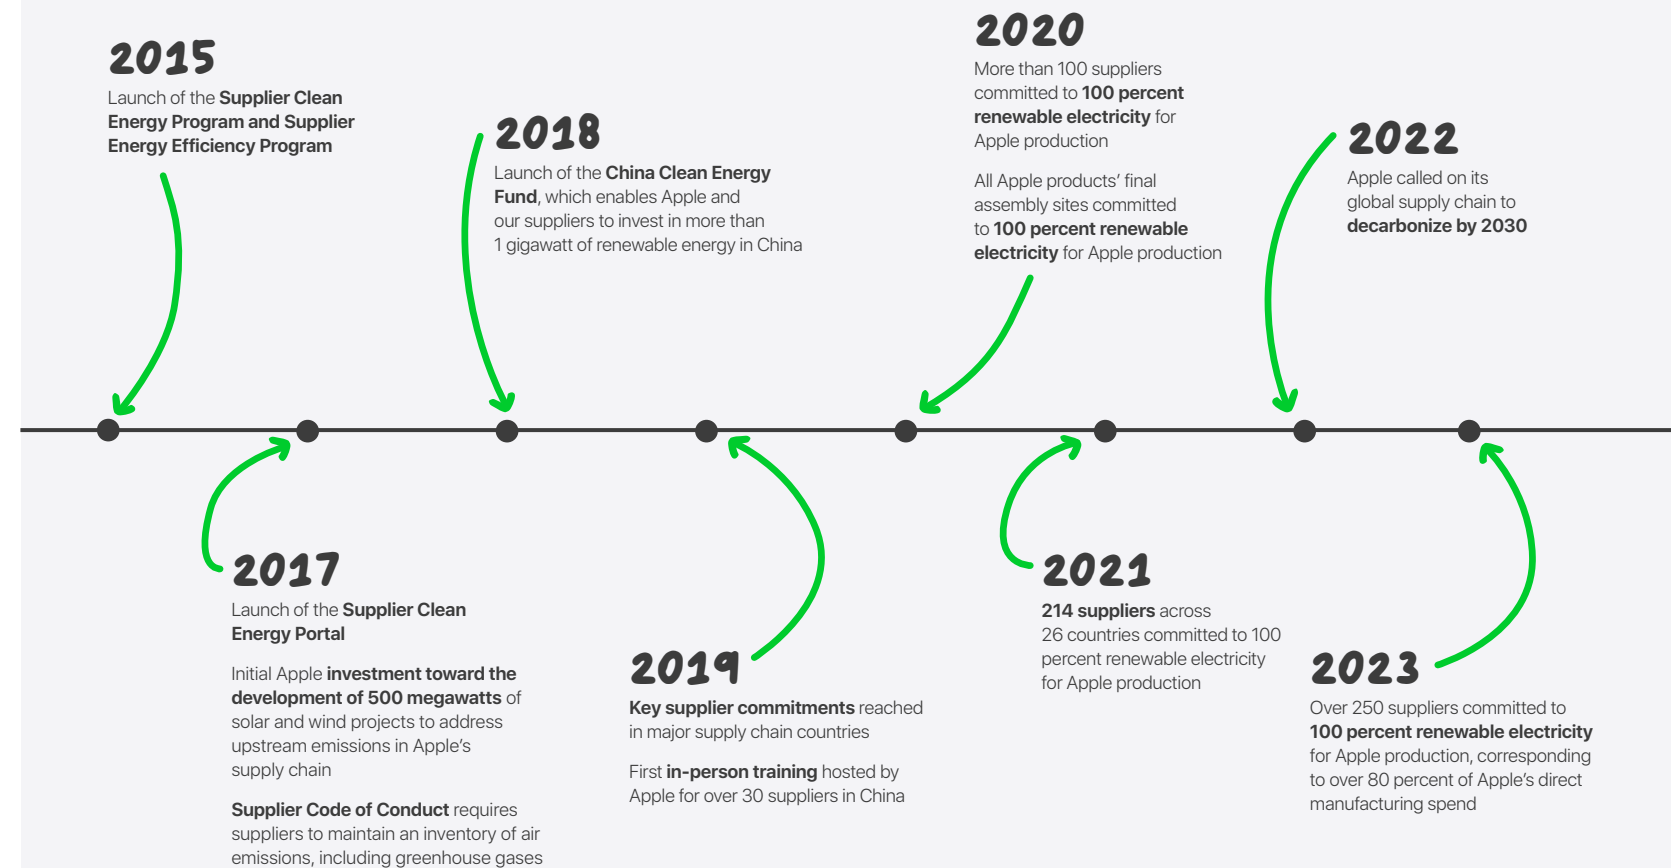 2015
Launch of the Supplier Clean
Energy Program and Supplier
Energy Efficiency Program
2017
Launch of the Supplier Clean
Energy Portal
Initial Apple investment toward the
development of 500 megawatts of
solar and wind projects to address
upstream emissions in Apple’s
supply chain
Supplier Code of Conduct requires
suppliers to maintain an inventory of air
emissions, including greenhouse gases
2018
Launch of the China Clean Energy
Fund, which enables Apple and
our suppliers to invest in more than
1 gigawatt of renewable energy in China
2019
Key supplier commitments reached
in major supply chain countries
First in-person training hosted by
Apple for over 30 suppliers in China
2020
More than 100 suppliers
committed to 100 percent
renewable electricity for
Apple production
All Apple products’ final
assembly sites committed
to 100 percent renewable
electricity for Apple production
2021
214 suppliers across
26 countries committed to 100
percent renewable electricity
for Apple production
2022
Apple called on its
global supply chain to
decarbonize by 2030
2023
Over 250 suppliers committed to
100 percent renewable electricity
for Apple production, corresponding
to over 80 percent of Apple’s direct
manufacturing spend